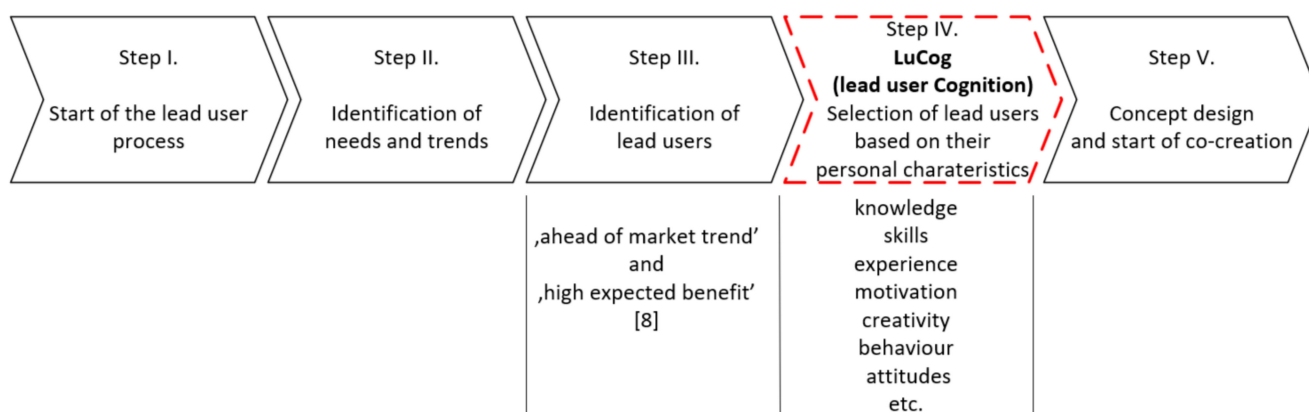 Step I.
Start of the lead user
process
Step II.
Identification of
needs and trends
Step III.
Identification of
lead users
Step IV.
LuCog
(lead user Cognition)
Selection of lead users
based on their
personal charateristics
Step V.
Concept design
and start of co-creation
‚ahead of market trend’
and
‚high expected benefit’
[8]
knowledge
skills
experience
motivation
creativity
behaviour
attitudes
etc.